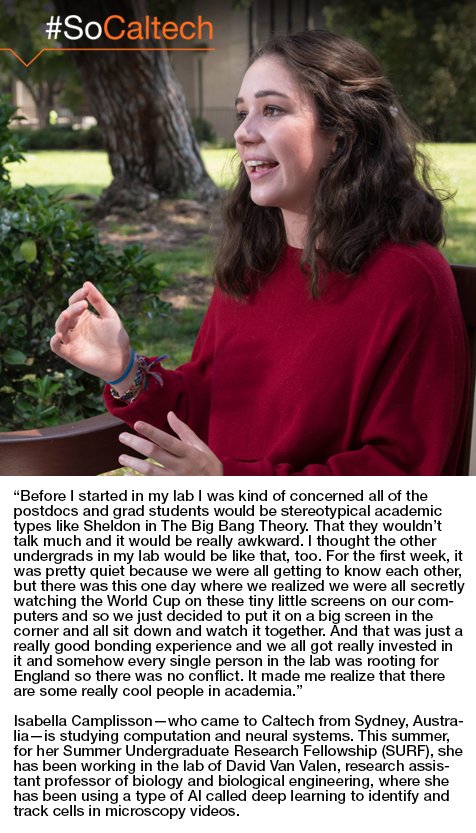 #SoCaltech
“Before I started in my lab I was kind of concerned all of the
postdocs and grad students would be stereotypical academic
types like Sheldon in The Big Bang Theory. That they wouldn’t
talk much and it would be really awkward. I thought the other
undergrads in my lab would be like that, too. For the first week, it
was pretty quiet because we were all getting to know each other,
but there was this one day where we realized we were all secretly
watching the World Cup on these tiny little screens on our com-
puters and so we just decided to put it on a big screen in the
corner and all sit down and watch it together. And that was just a
really good bonding experience and we all got really invested in
it and somehow every single person in the lab was rooting for
England so there was no conflict. It made me realize that there
are some really cool people in academia.”
Isabella Camplisson—who came to Caltech from Sydney, Austra-
lia—is studying computation and neural systems. This summer,
for her Summer Undergraduate Research Fellowship (SURF), she
has been working in the lab of David Van Valen, research assis-
tant professor of biology and biological engineering, where she
has been using a type of AI called deep learning to identify and
track cells in microscopy videos.